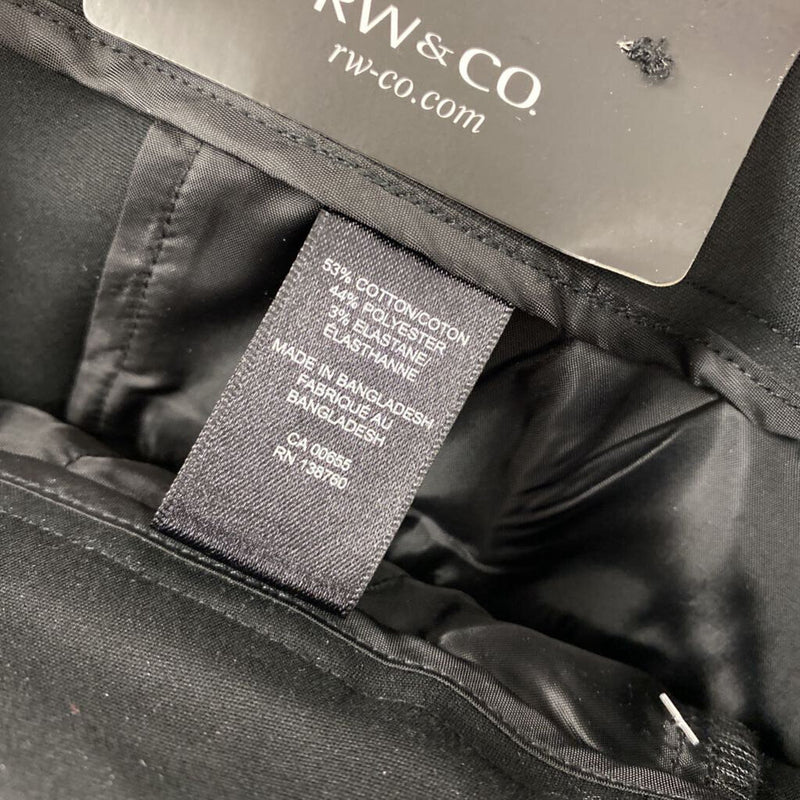 RW&CO.
rw-co.com
53% COTTON/COTON
44% POLYESTER
3% ELASTANE/
ÉLASTHANNE
MADE IN BANGLADESH
FABRIQUÉ AU
BANGLADESH
CA 00655
RN 138760